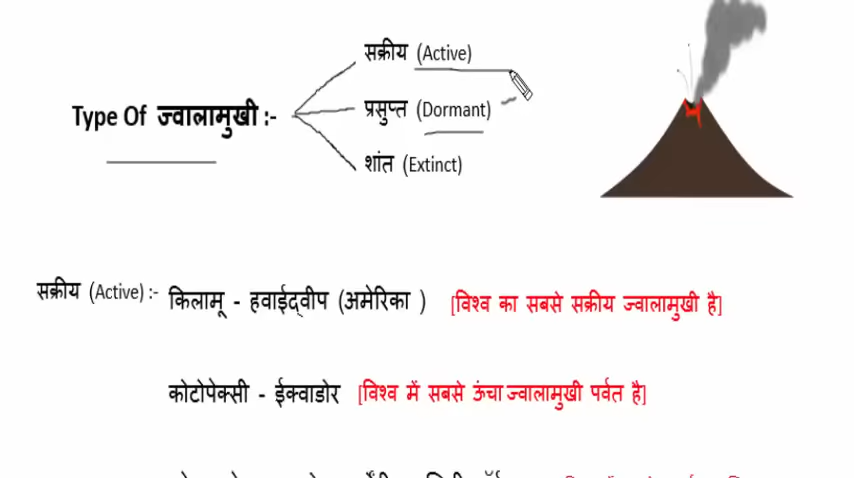 सक्रीय (Active)
Type Of ज्वालामुखी :-
प्रसुप्त (Dormant)
शांत (Extinct)
सक्रीय (Active) :- किलामू - हवाईद्वीप (अमेरिका ) [विश्व का सबसे सक्रीय ज्वालामुखी है]
कोटोपेक्सी - ईक्वाडोर [विश्व में सबसे ऊंचा ज्वालामुखी पर्वत है]